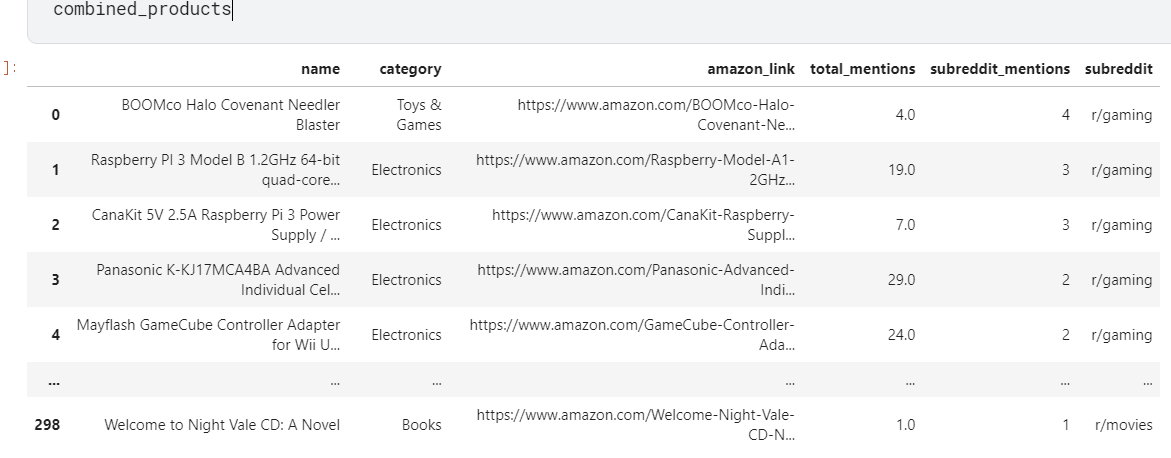 combined_products
]:
name category amazon_link total_mentions subreddit_mentions subreddit
0 BOOMco Halo Covenant Needler Blaster Toys & Games https://www.amazon.com/BOOMco-Halo-Covenant-Ne... 4.0 4 r/gaming
1 Raspberry PI 3 Model B 1.2GHz 64-bit quad-core... Electronics https://www.amazon.com/Raspberry-Model-A1-2GHz... 19.0 3 r/gaming
2 CanaKit 5V 2.5A Raspberry Pi 3 Power Supply / ... Electronics https://www.amazon.com/CanaKit-Raspberry-Suppl... 7.0 3 r/gaming
3 Panasonic K-KJ17MCA4BA Advanced Individual Cel... Electronics https://www.amazon.com/Panasonic-Advanced-Indi... 29.0 2 r/gaming
4 Mayflash GameCube Controller Adapter for Wii U... Electronics https://www.amazon.com/GameCube-Controller-Ada... 24.0 2 r/gaming
... ... ... ... ... ... ...
298 Welcome to Night Vale CD: A Novel Books https://www.amazon.com/Welcome-Night-Vale-CD-N... 1.0 1 r/movies